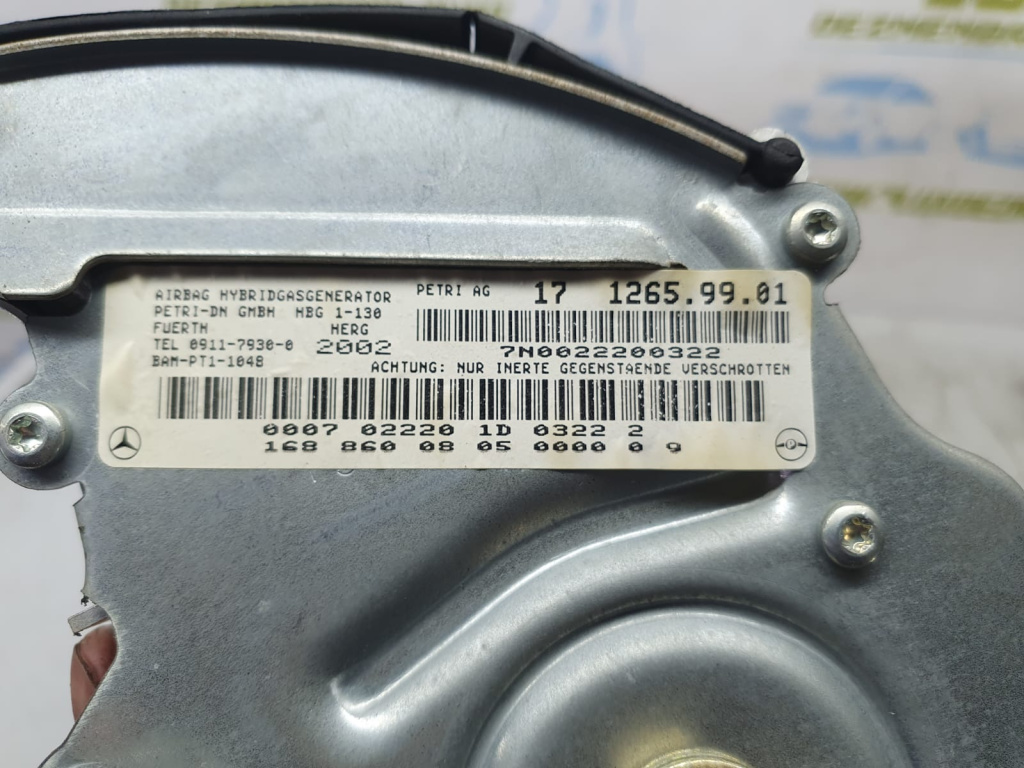 AIRBAG HYBRIDGASGENERATOR
PETRI-DN GMBH HBG 1-130
FUERTH HERG
TEL 0911-7930-0 2002
BAM-PT1-1048
PETRI AG 17 1265.99.01
7N0022200322
ACHTUNG: NUR INERTE GEGENSTAENDE VERSCHROTTEN
0007 02220 1D 0322 2
168 860 08 05 0000 0 9